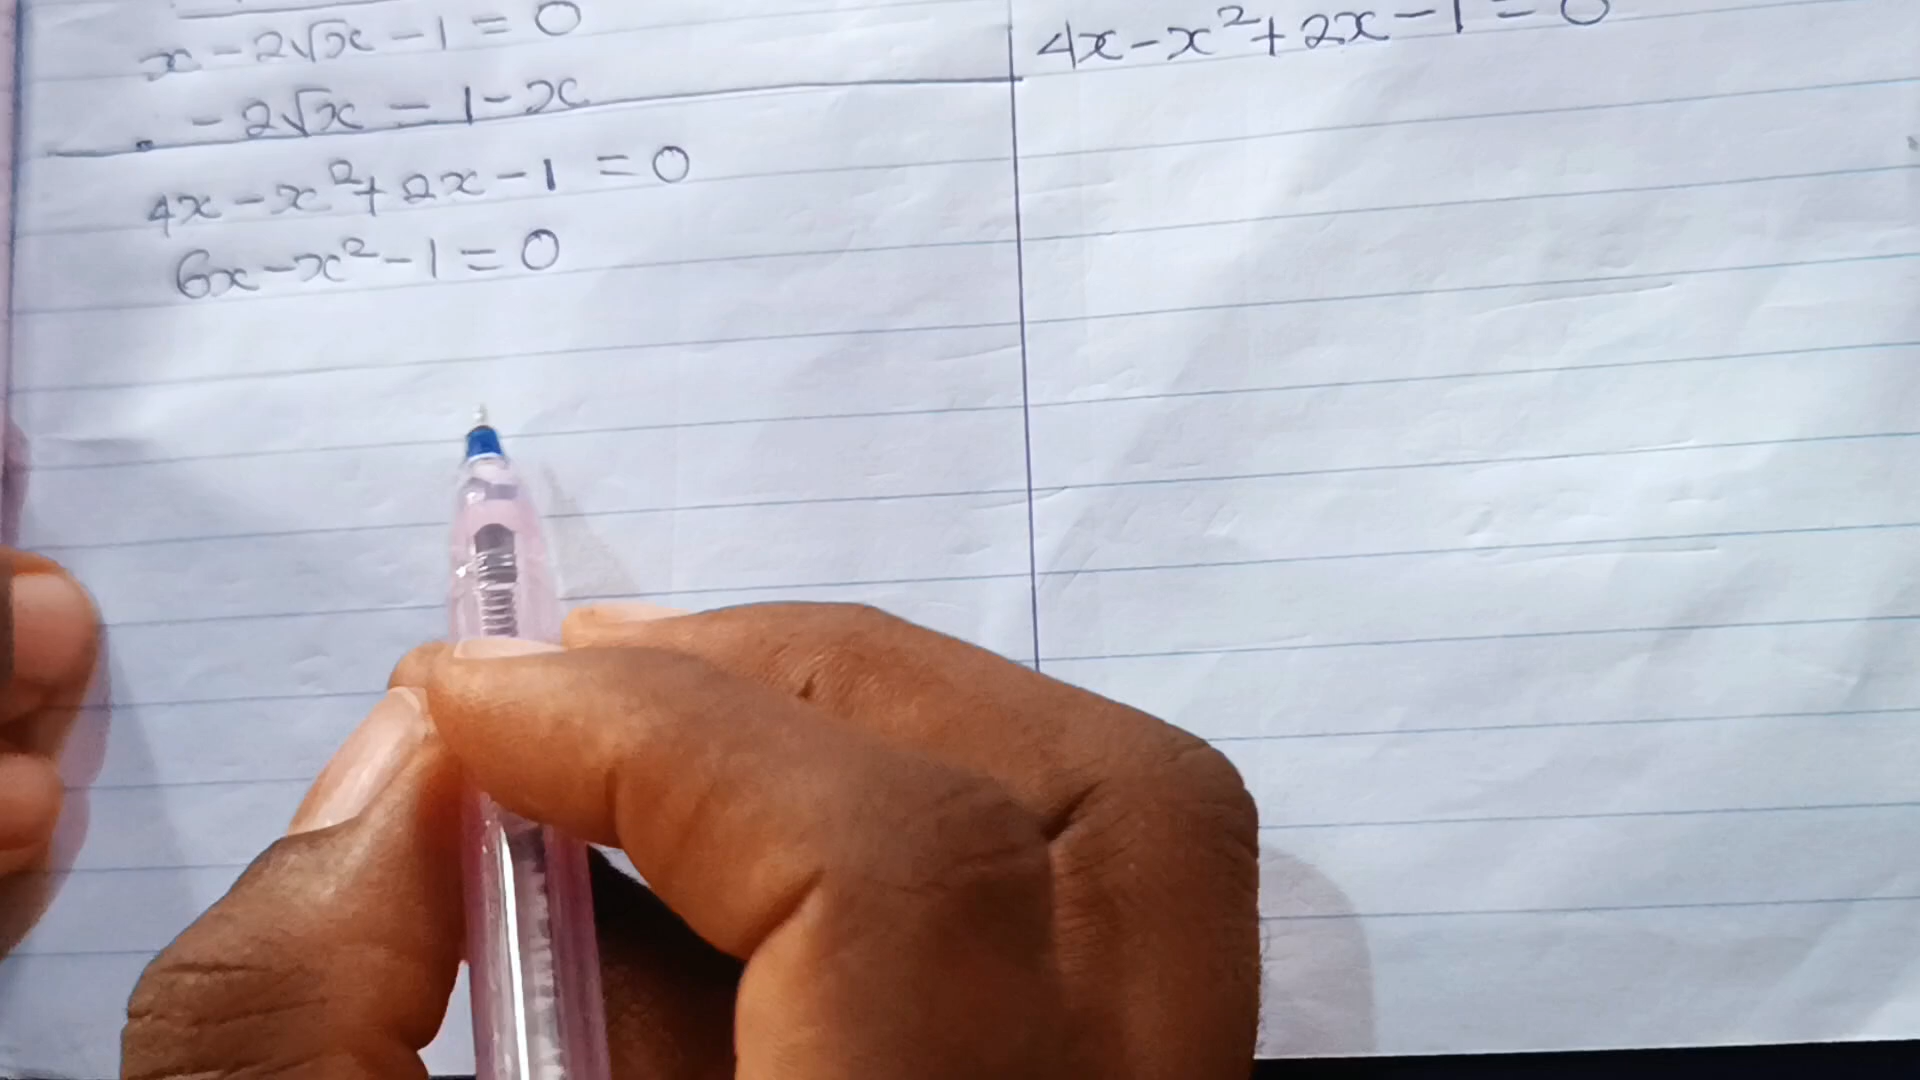 x - 2√x - 1 = 0
- 2√x = 1 - x
4x - x² + 2x - 1 = 0
6x - x² - 1 = 0
4x - x² + 2x - 1 = 0